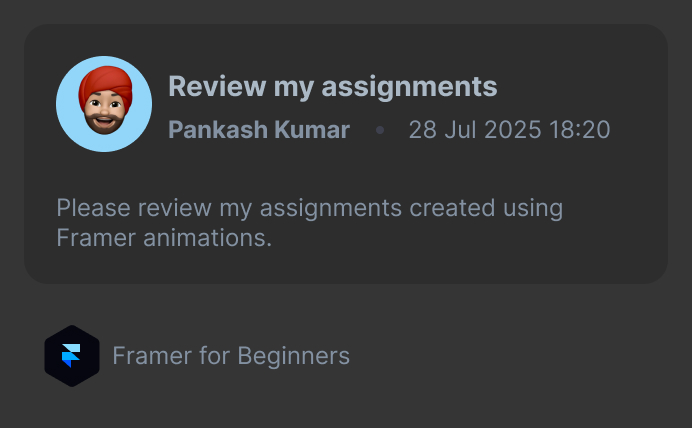 Review my assignments
Pankash Kumar • 28 Jul 2025 18:20
Please review my assignments created using
Framer animations.
Framer for Beginners